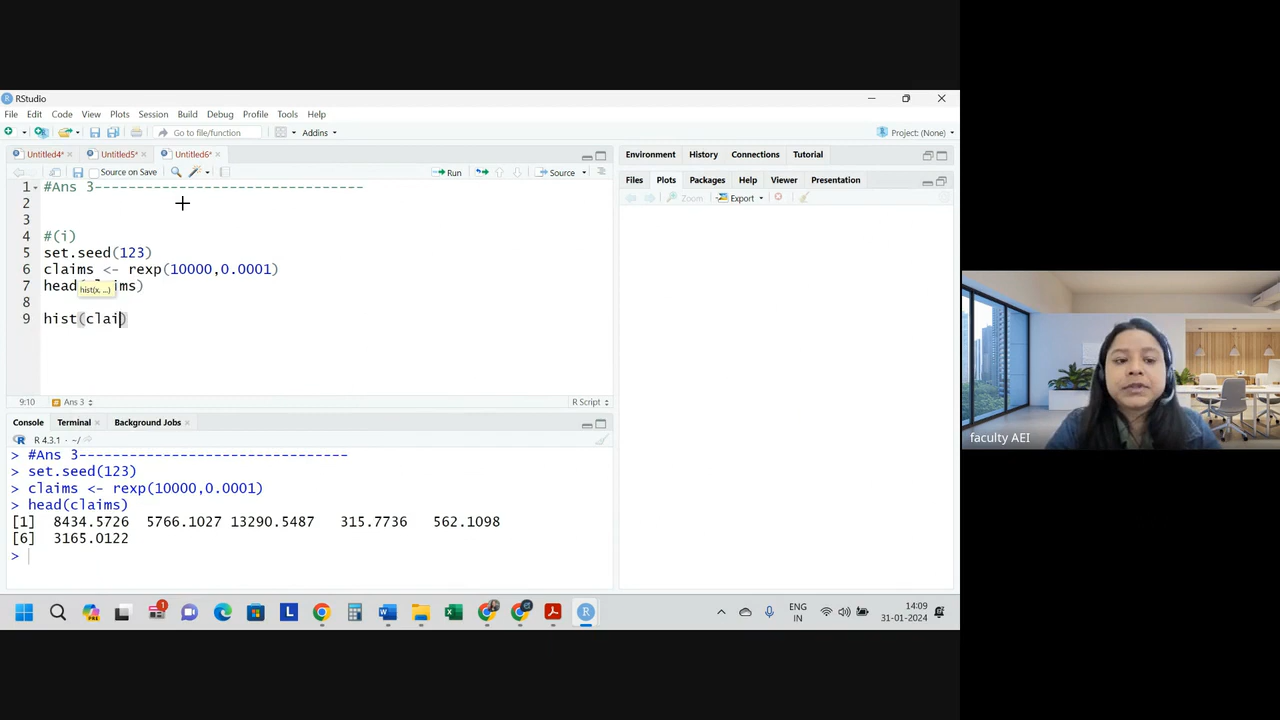 RStudio
File Edit Code View Plots Session Build Debug Profile Tools Help
Go to file/function Addins Project: (None)
Untitled4* Untitled5* Untitled6*
Source on Save Run Source
1 #Ans 3--------------------------------
2
3
4 #(i)
5 set.seed(123)
6 claims <- rexp(10000,0.0001)
hist(x, ...)
7 head ims)
8
9 hist(clai)
9:10 Ans 3 R Script
Console Terminal Background Jobs
R 4.3.1 · ~/
> #Ans 3-------------------------------
> set.seed(123)
> claims <- rexp(10000,0.0001)
> head(claims)
[1] 8434.5726 5766.1027 13290.5487 315.7736 562.1098
[6] 3165.0122
>
Environment History Connections Tutorial
Files Plots Packages Help Viewer Presentation
Zoom Export
faculty AEI
ENG
IN
14:09
31-01-2024